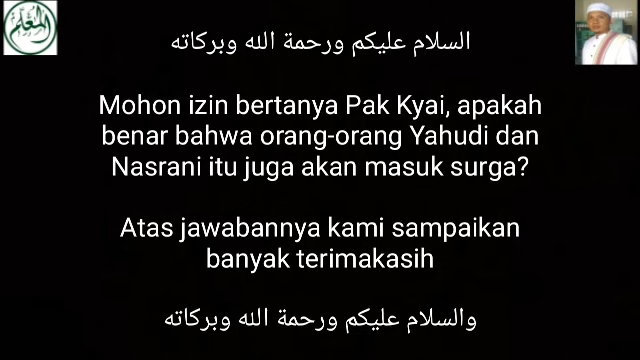 المعلم
السلام عليكم ورحمة الله وبركاته
Mohon izin bertanya Pak Kyai, apakah
benar bahwa orang-orang Yahudi dan
Nasrani itu juga akan masuk surga?
Atas jawabannya kami sampaikan
banyak terimakasih
والسلام عليكم ورحمة الله وبركاته